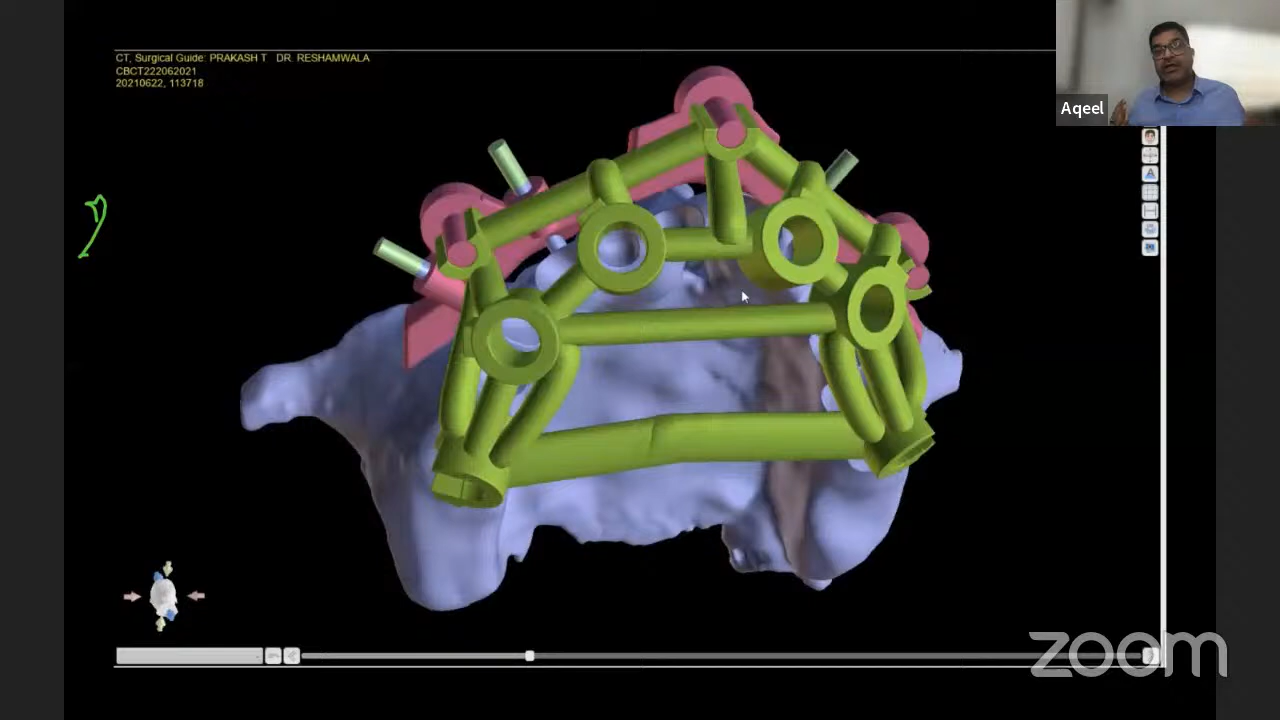 CT, Surgical Guide: PRAKASH T DR. RESHAMWALA
CBCT222062021
20210622, 113718
Aqeel
zoom